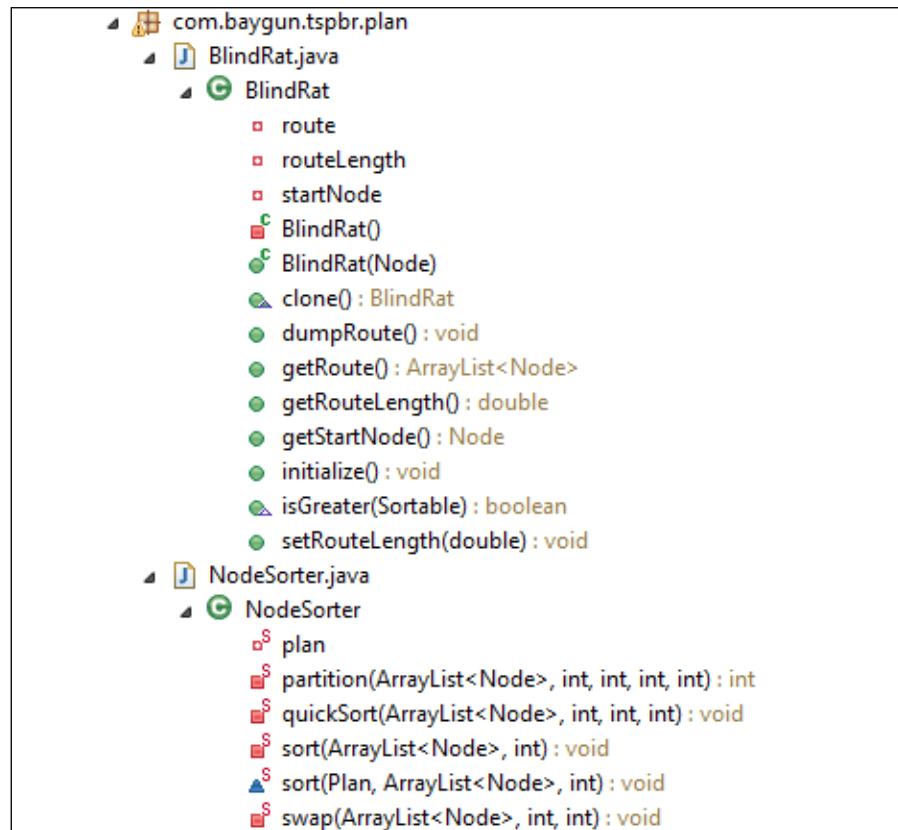 com.baygun.tspbr.plan
BlindRat.java
BlindRat
route
routeLength
startNode
BlindRat()
BlindRat(Node)
clone() : BlindRat
dumpRoute() : void
getRoute() : ArrayList<Node>
getRouteLength() : double
getStartNode() : Node
initialize() : void
isGreater(Sortable) : boolean
setRouteLength(double) : void
NodeSorter.java
NodeSorter
plan
partition(ArrayList<Node>, int, int, int, int) : int
quickSort(ArrayList<Node>, int, int, int) : void
sort(ArrayList<Node>, int) : void
sort(Plan, ArrayList<Node>, int) : void
swap(ArrayList<Node>, int, int) : void